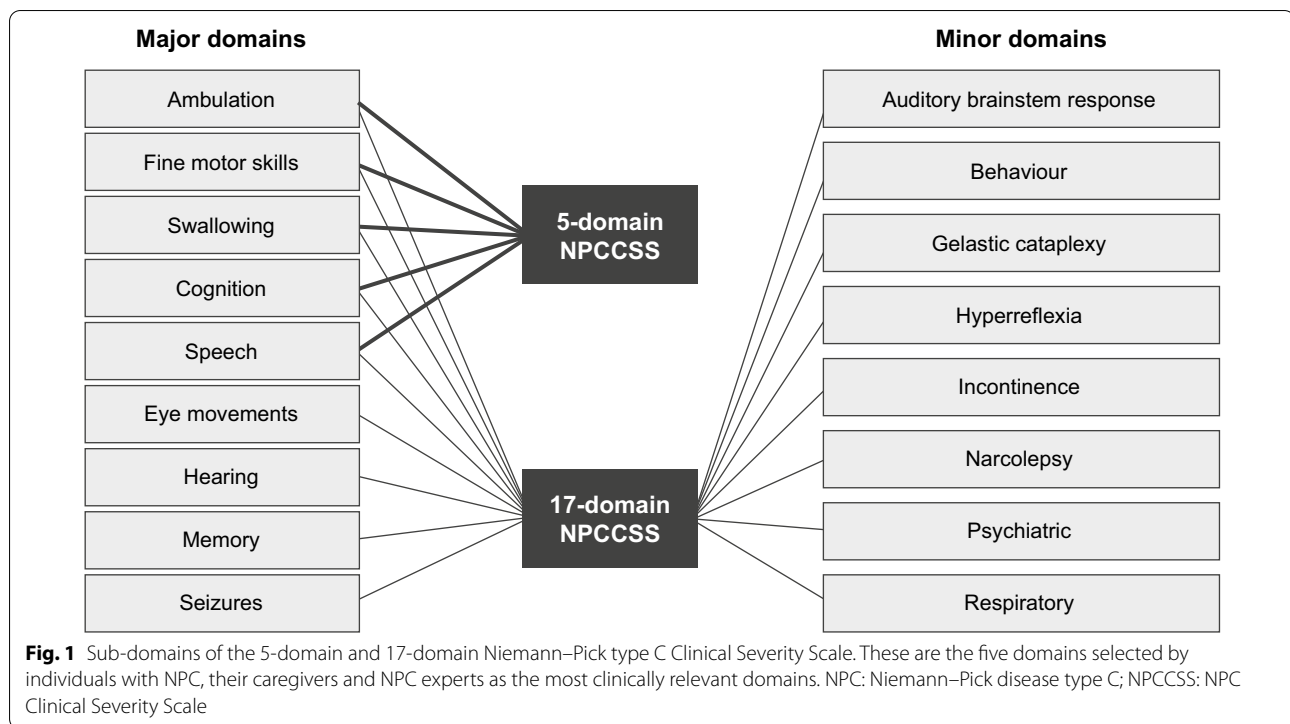 Major domains
Minor domains
Ambulation
Fine motor skills
Swallowing
Cognition
Speech
Eye movements
Hearing
Memory
Seizures
5-domain
NPCCSS
17-domain
NPCCSS
Auditory brainstem response
Behaviour
Gelastic cataplexy
Hyperreflexia
Incontinence
Narcolepsy
Psychiatric
Respiratory
Fig. 1 Sub-domains of the 5-domain and 17-domain Niemann–Pick type C Clinical Severity Scale. These are the five domains selected by
individuals with NPC, their caregivers and NPC experts as the most clinically relevant domains. NPC: Niemann–Pick disease type C; NPCCSS: NPC
Clinical Severity Scale